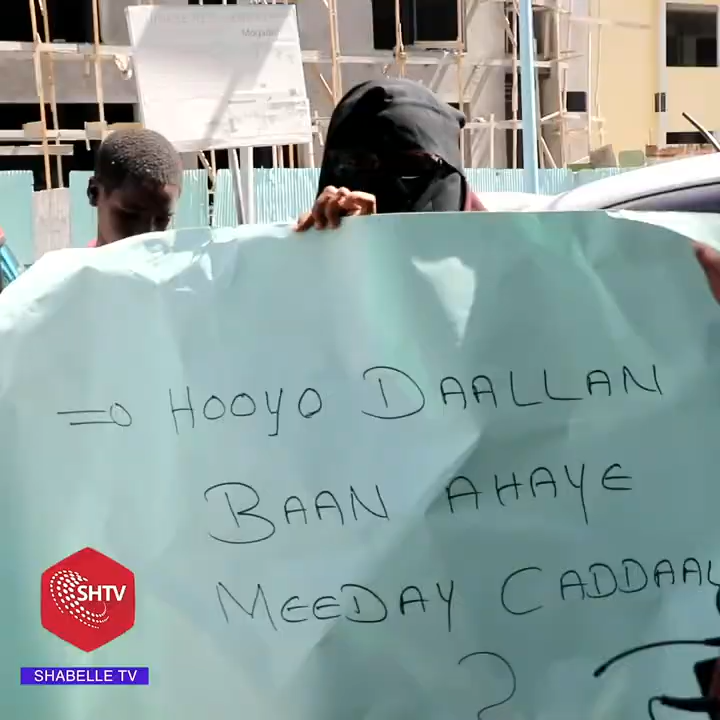 => HOOYO DAALLAN
BAAN AHAYE
MEEDAY CADDAAL
?
SHTV
SHABELLE TV